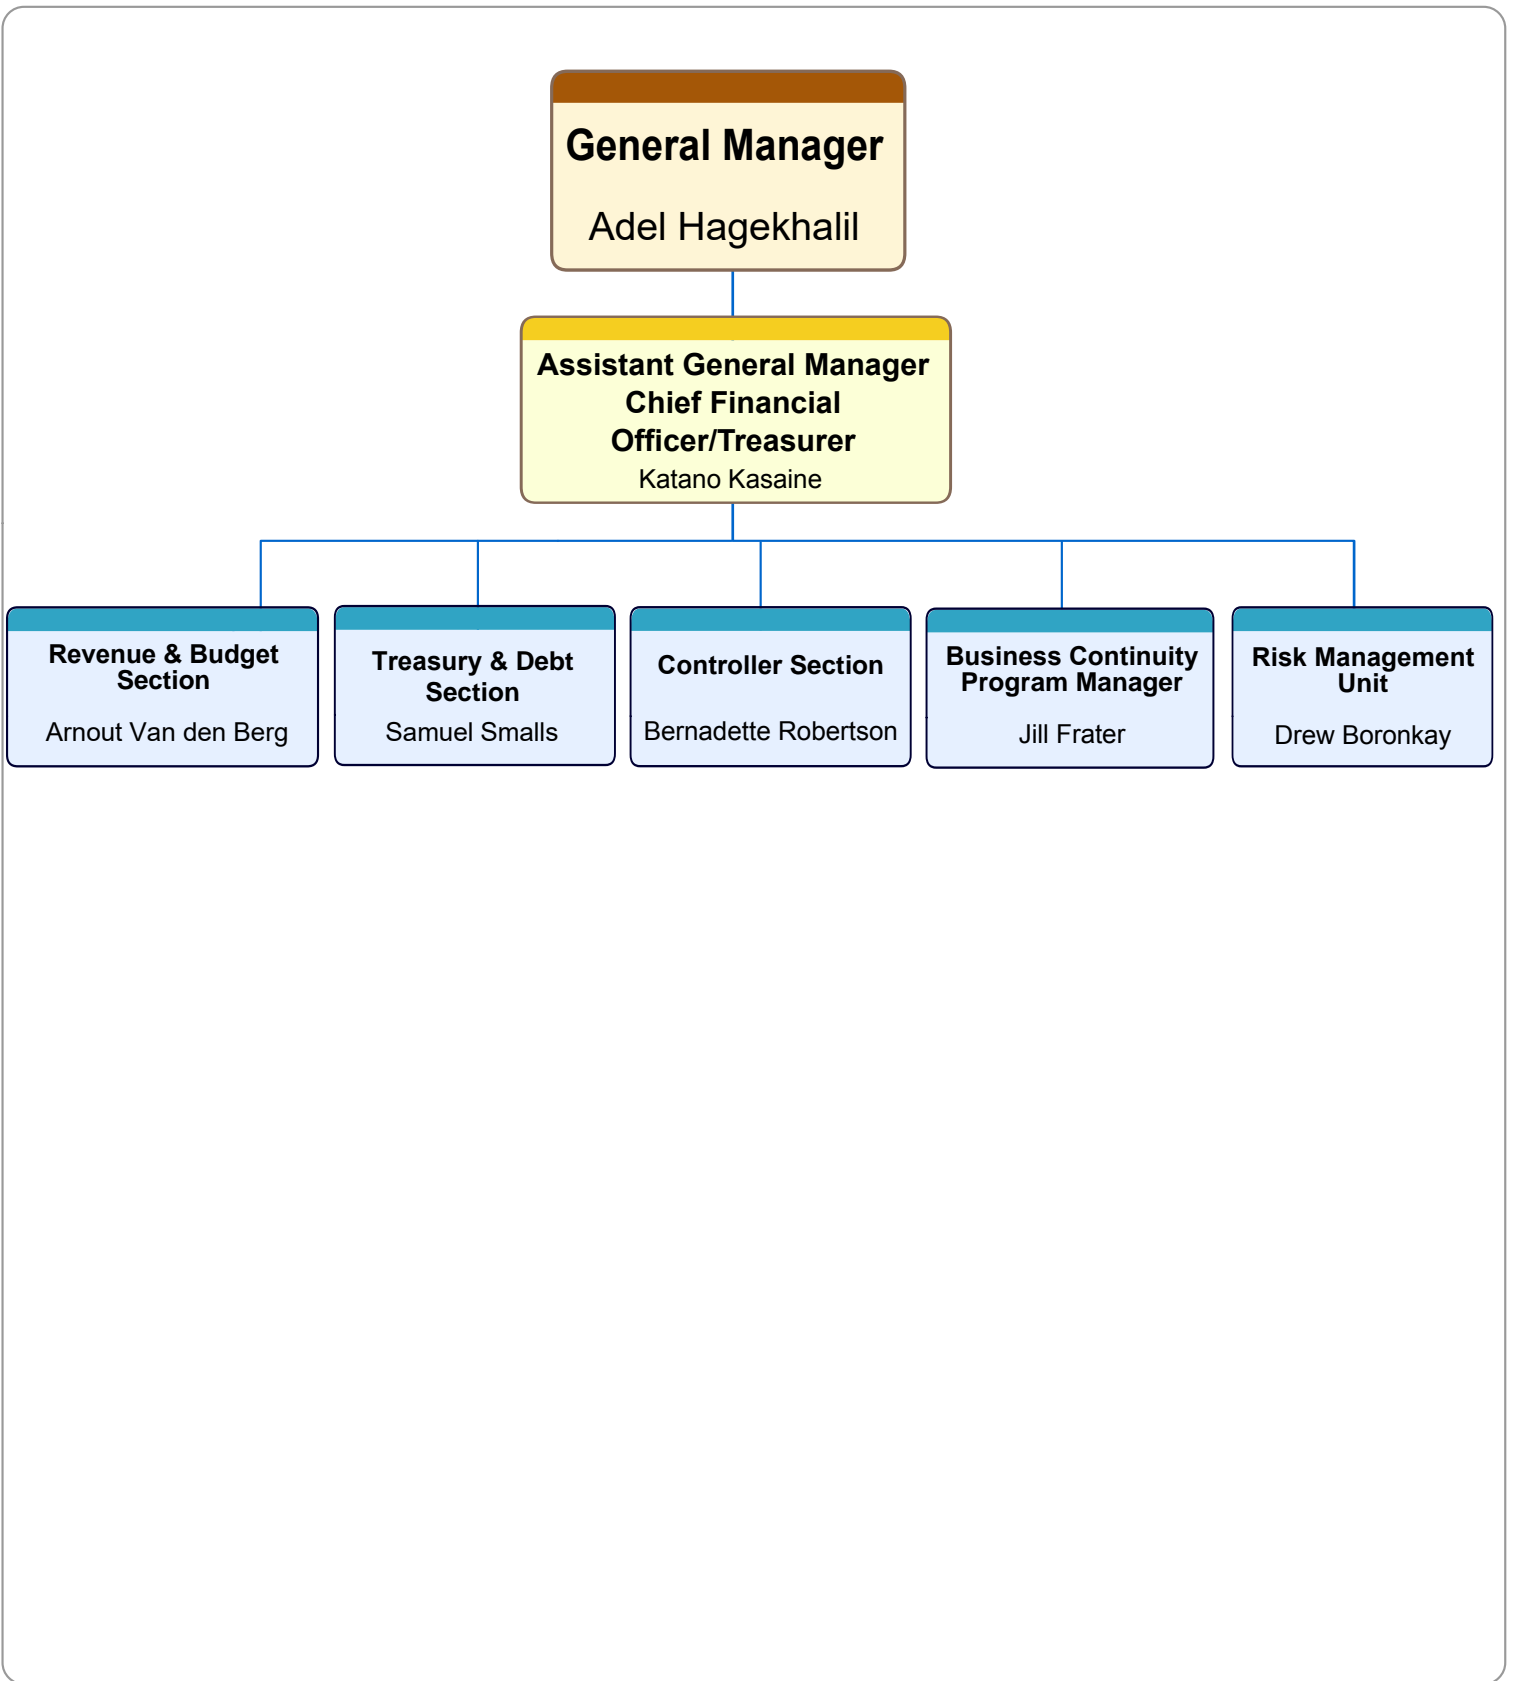 General Manager
Adel Hagekhalil
Assistant General Manager
Chief Financial
Officer/Treasurer
Katano Kasaine
Revenue & Budget
Section
Arnout Van den Berg
Treasury & Debt
Section
Samuel Smalls
Controller Section
Bernadette Robertson
Business Continuity
Program Manager
Jill Frater
Risk Management
Unit
Drew Boronkay